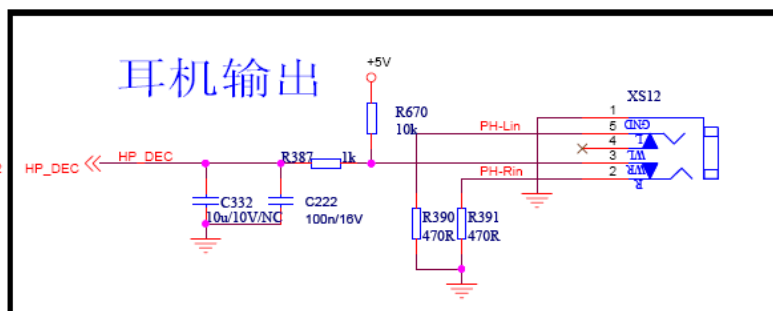 耳机输出
+5V
R670
10k
XS12
PH-Lin
1
5
4
3
2
GND
L
WL
WR
R
HP_DEC
HP_DEC
R387
1k
PH-Rin
C332
10u/10V/NC
C222
100n/16V
R390
470R
R391
470R